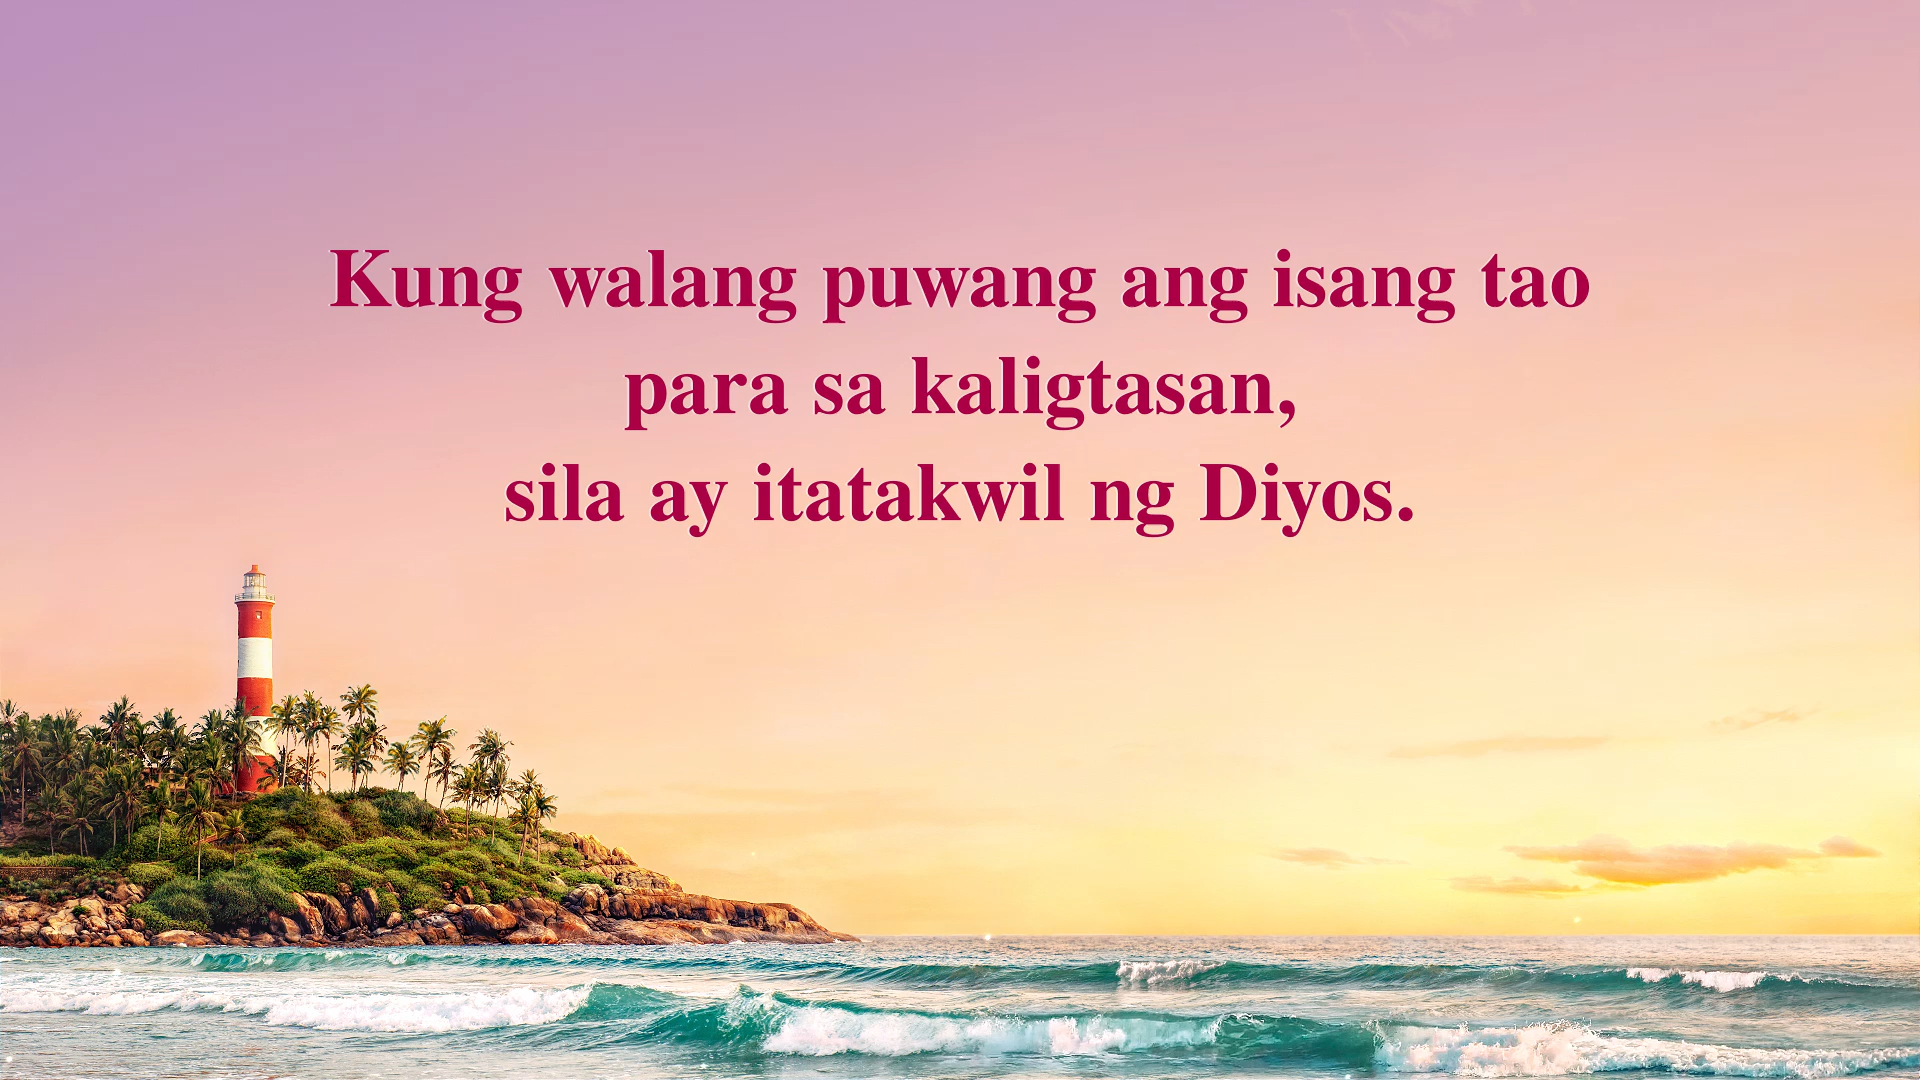 Kung walang puwang ang isang tao
para sa kaligtasan,
sila ay itatakwil ng Diyos.